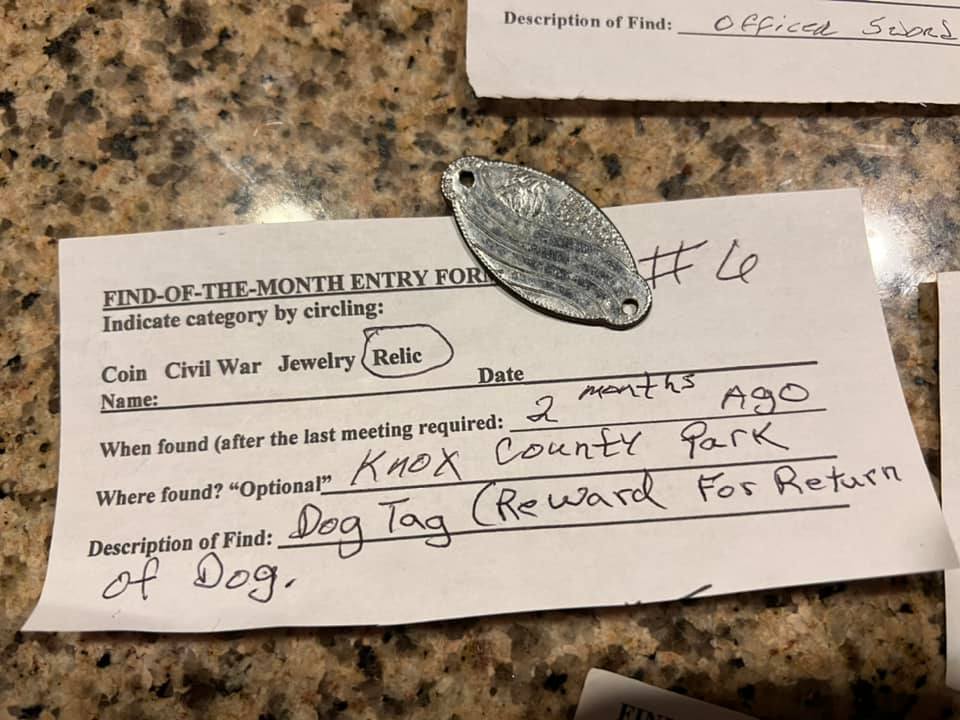 Description of Find: Officer Sword
#6
FIND-OF-THE-MONTH ENTRY FOR
Indicate category by circling:
Coin Civil War Jewelry Relic
Date
Name:
When found (after the last meeting required: 2 months Ago
Where found? “Optional” Knox County Park
Description of Find: Dog Tag (Reward For Return
of Dog.